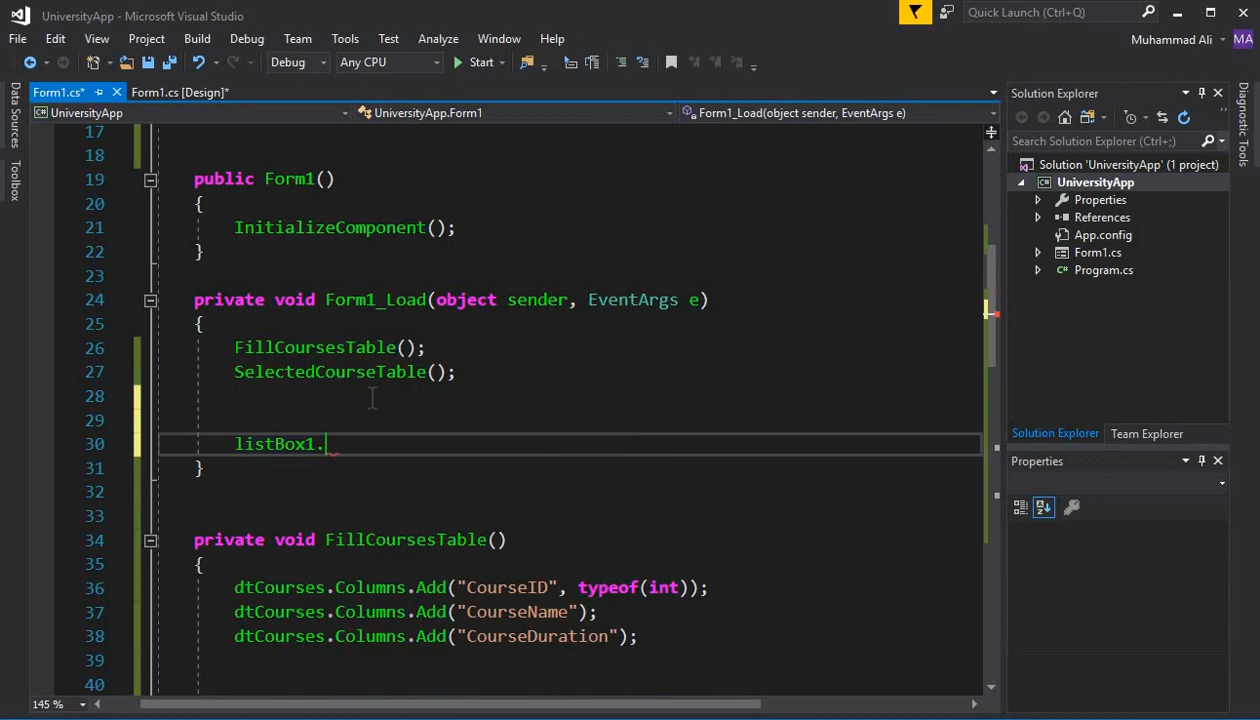 UniversityApp - Microsoft Visual Studio
Quick Launch (Ctrl+Q)
File Edit View Project Build Debug Team Tools Test Analyze Window Help
Muhammad Ali MA
Debug Any CPU Start
Form1.cs* Form1.cs [Design]*
UniversityApp UniversityApp.Form1 Form1_Load(object sender, EventArgs e)
Data Sources
Toolbox
17
18
19 public Form1()
20 {
21 InitializeComponent();
22 }
23
24 private void Form1_Load(object sender, EventArgs e)
25 {
26 FillCoursesTable();
27 SelectedCourseTable();
28
29
30 listBox1.
31 }
32
33
34 private void FillCoursesTable()
35 {
36 dtCourses.Columns.Add("CourseID", typeof(int));
37 dtCourses.Columns.Add("CourseName");
38 dtCourses.Columns.Add("CourseDuration");
39
40
145 %
Solution Explorer
Search Solution Explorer (Ctrl+;)
Solution 'UniversityApp' (1 project)
UniversityApp
Properties
References
App.config
Form1.cs
Program.cs
Solution Explorer Team Explorer
Properties
Diagnostic Tools